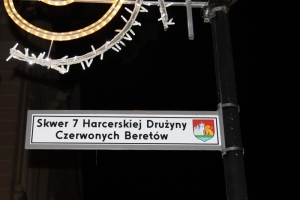 Skwer 7 Harcerskiej Drużyny
Czerwonych Beretów